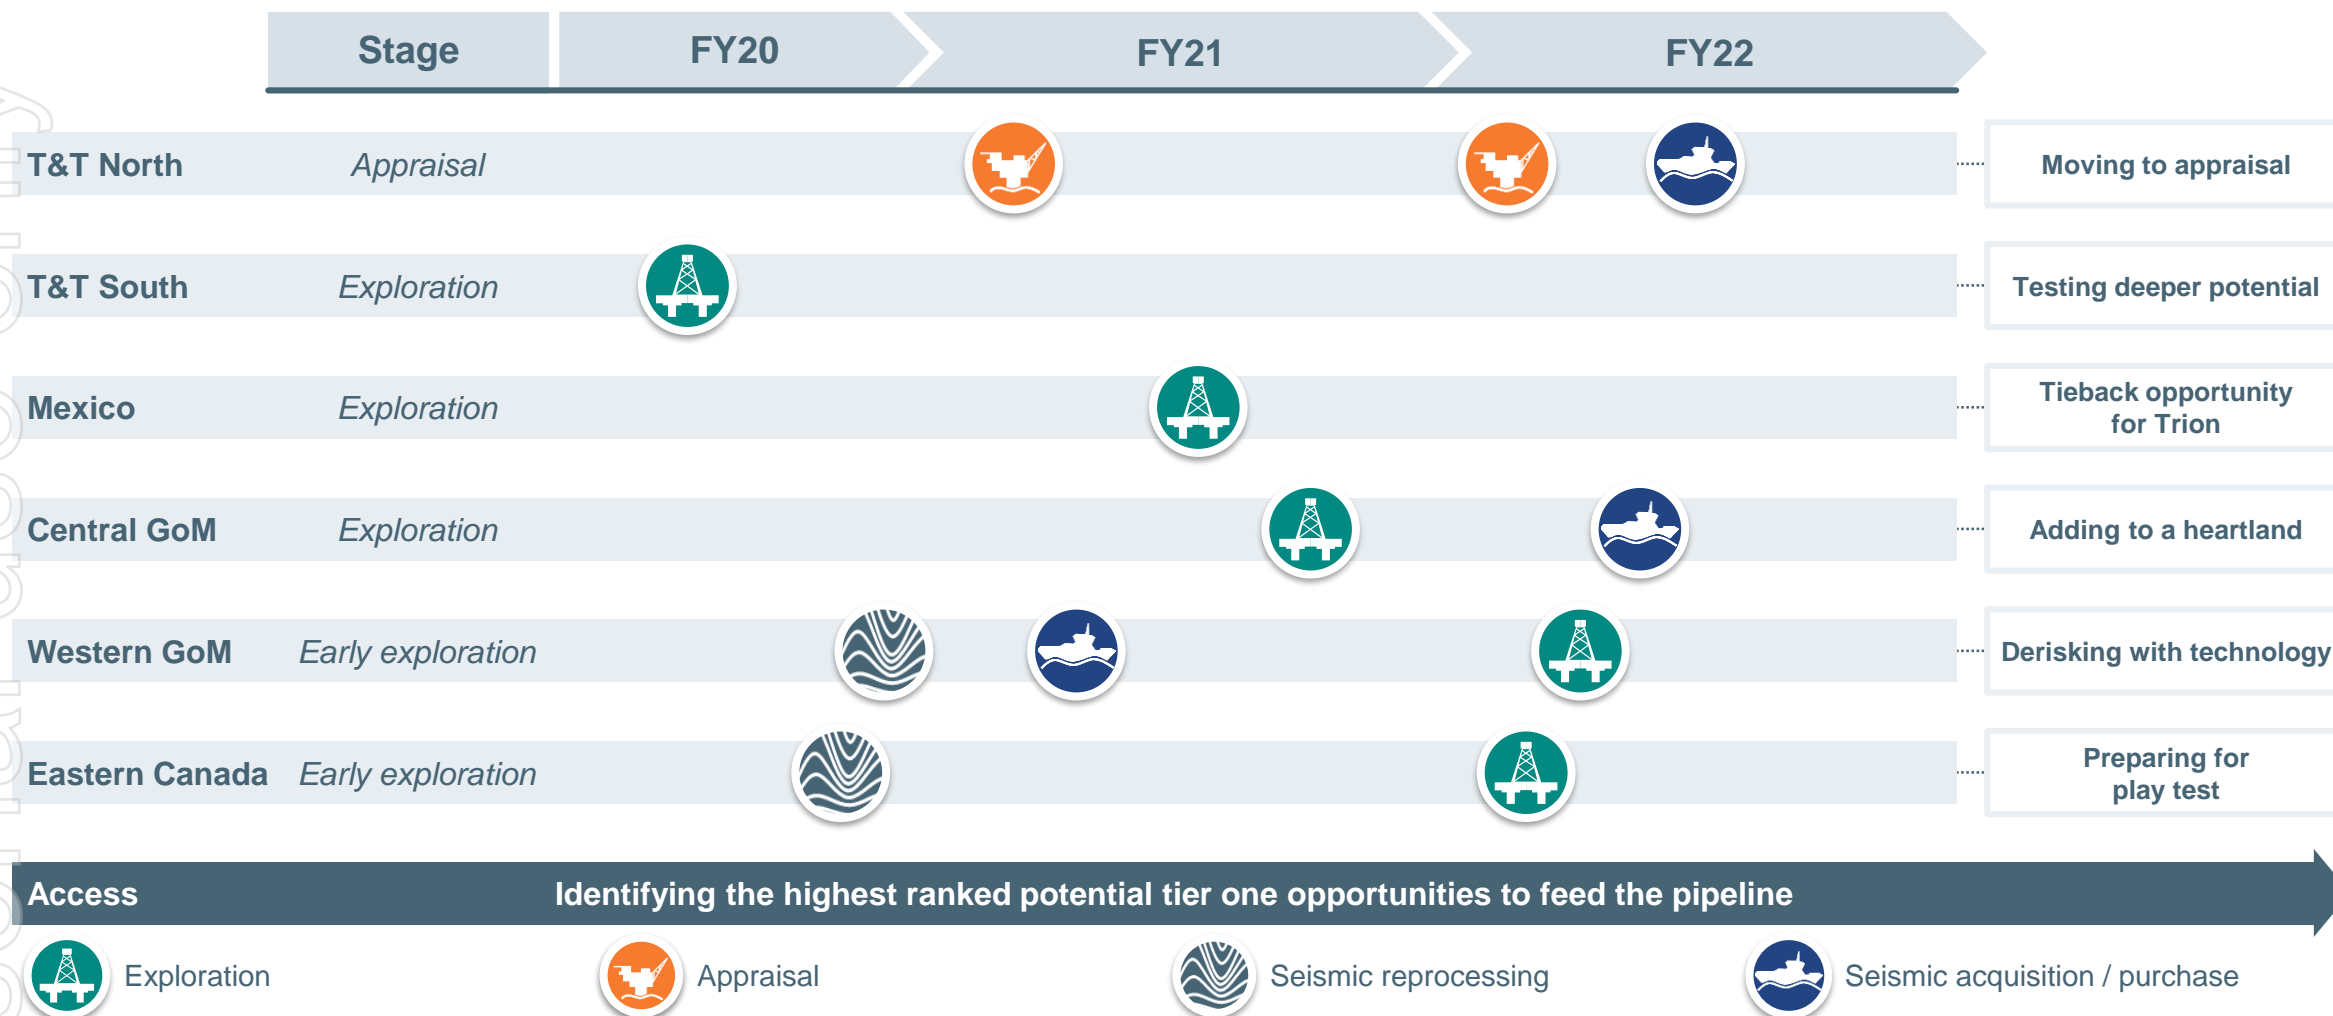 Stage FY20 FY21 FY22
T&T North Appraisal Moving to appraisal
T&T South Exploration Testing deeper potential
Mexico Exploration Tieback opportunity
for Trion
Central GoM Exploration Adding to a heartland
Western GoM Early exploration Derisking with technology
Eastern Canada Early exploration Preparing for
play test
Access Identifying the highest ranked potential tier one opportunities to feed the pipeline
Exploration Appraisal Seismic reprocessing Seismic acquisition / purchase